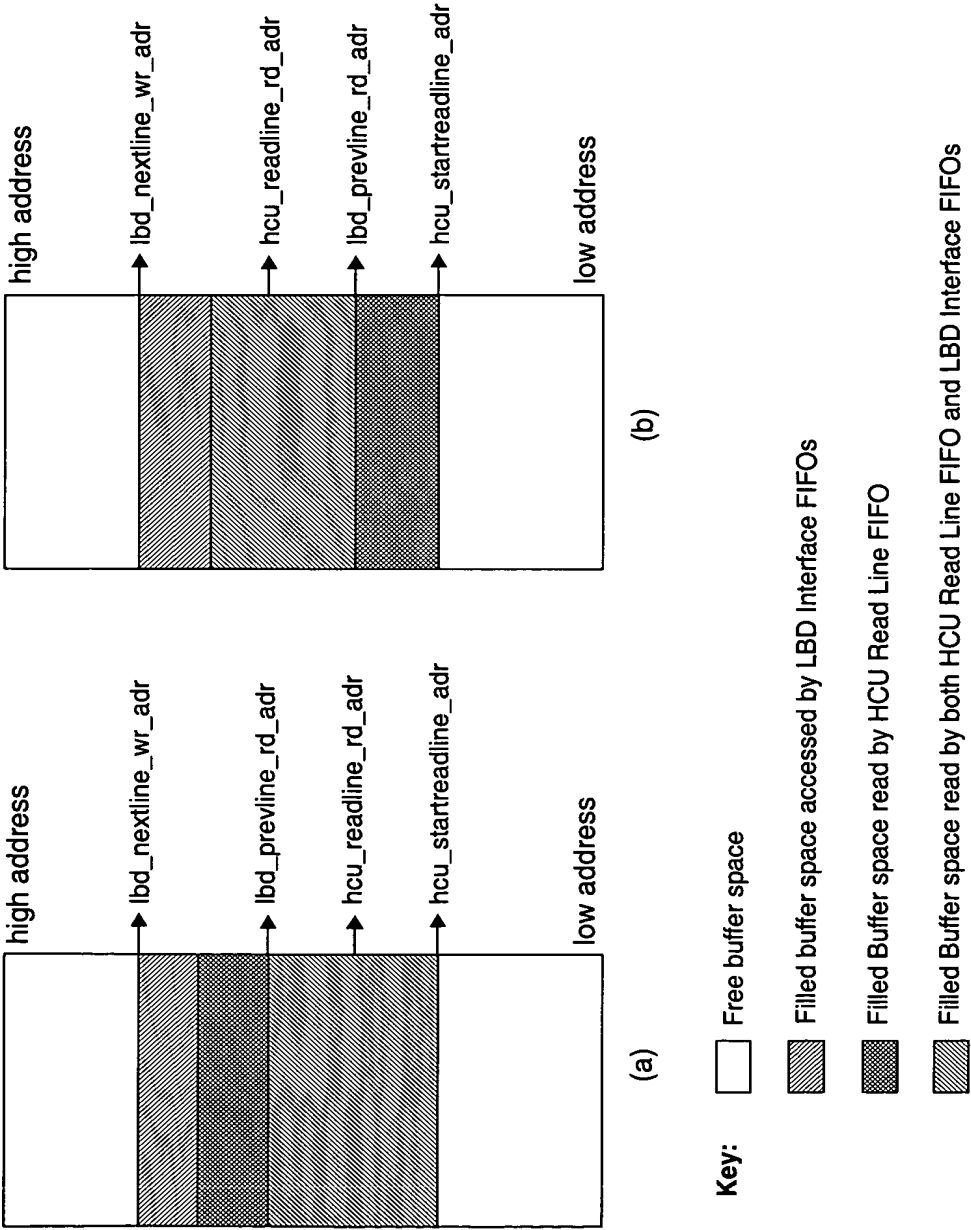 high address
lbd_nextline_wr_adr
lbd_prevline_rd_adr
hcu_readline_rd_adr
hcu_startreadline_adr
low address
(a)
high address
lbd_nextline_wr_adr
hcu_readline_rd_adr
lbd_prevline_rd_adr
hcu_startreadline_adr
low address
(b)
Key:
Free buffer space
Filled buffer space accessed by LBD Interface FIFOs
Filled Buffer space read by HCU Read Line FIFO
Filled Buffer space read by both HCU Read Line FIFO and LBD Interface FIFOs